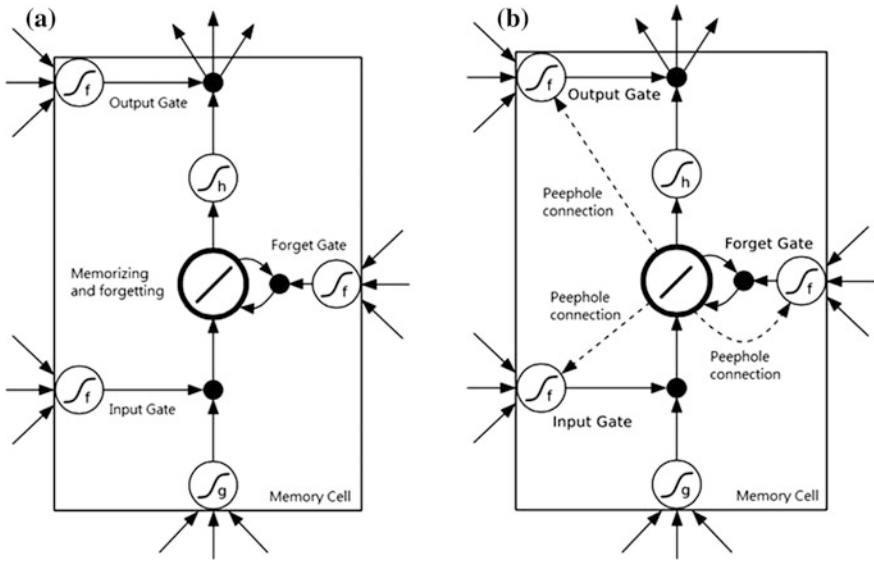 (a)
f
Output Gate
h
Forget Gate
Memorizing
and forgetting
f
f
Input Gate
g
Memory Cell
(b)
f
Output Gate
h
Peephole
connection
Forget Gate
f
Peephole
connection
Peephole
connection
f
Input Gate
g
Memory Cell